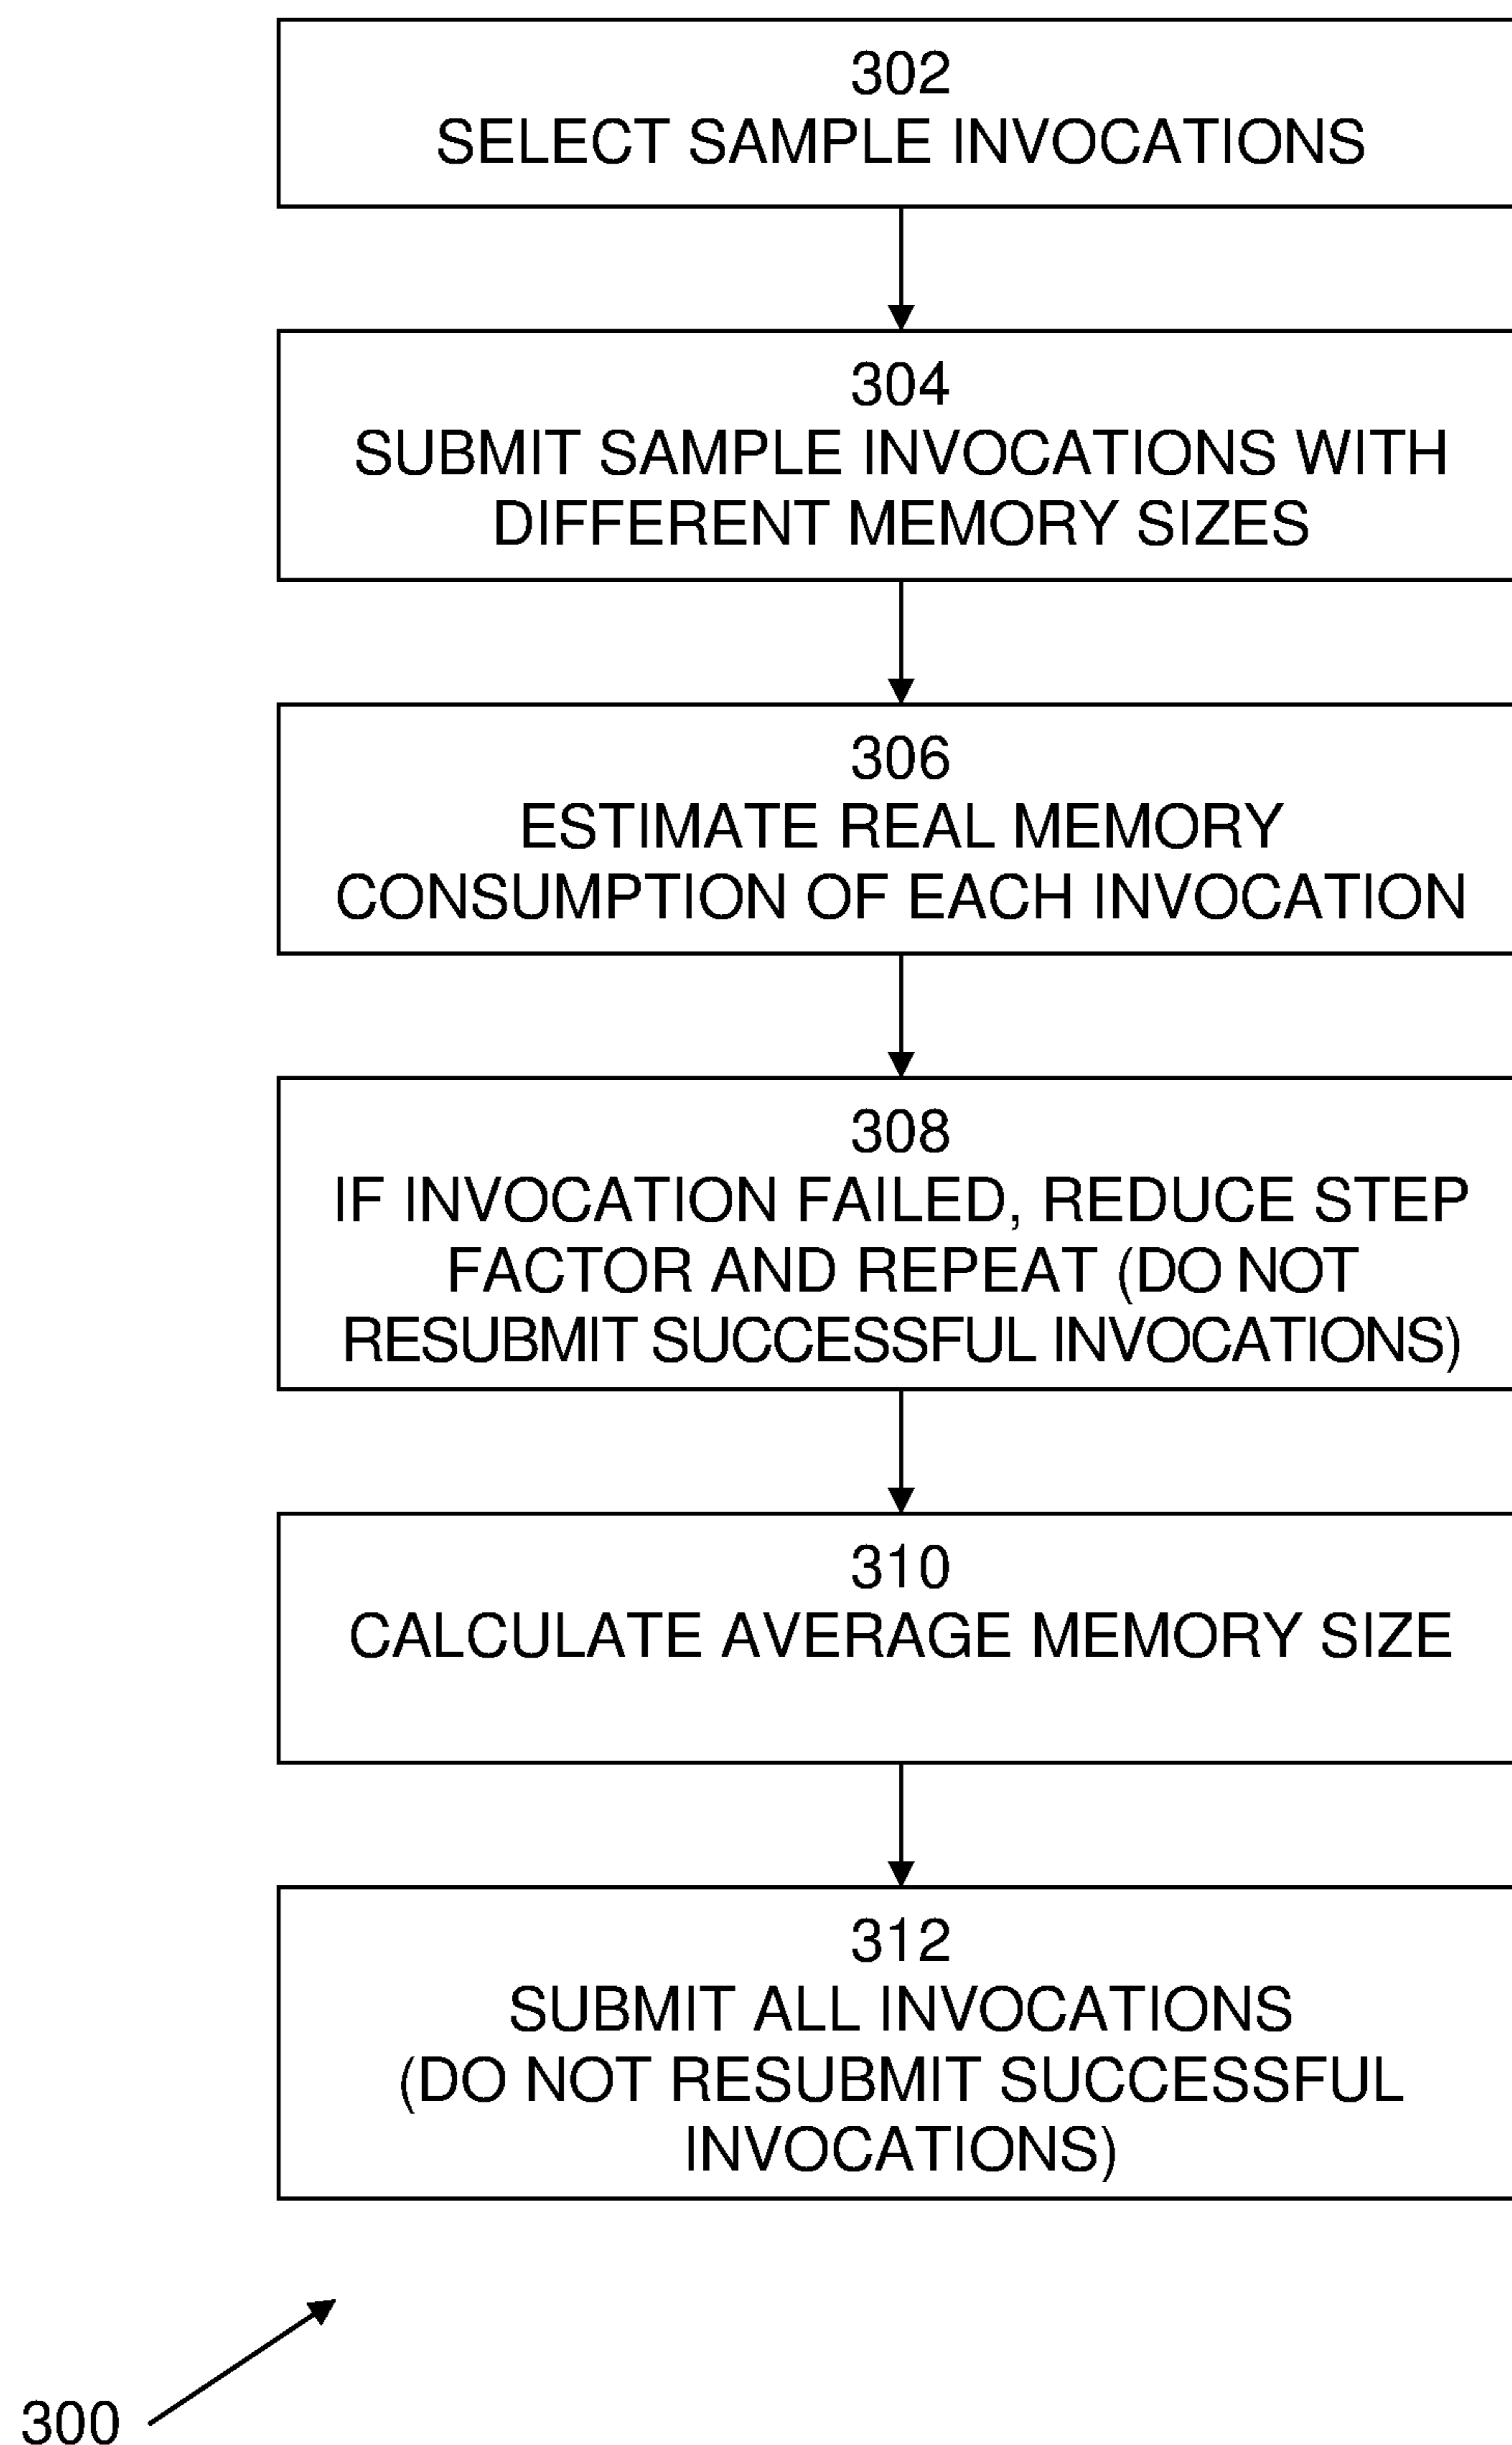 302
SELECT SAMPLE INVOCATIONS
304
SUBMIT SAMPLE INVOCATIONS WITH
DIFFERENT MEMORY SIZES
306
ESTIMATE REAL MEMORY
CONSUMPTION OF EACH INVOCATION
308
IF INVOCATION FAILED, REDUCE STEP
FACTOR AND REPEAT (DO NOT
RESUBMIT SUCCESSFUL INVOCATIONS)
310
CALCULATE AVERAGE MEMORY SIZE
312
SUBMIT ALL INVOCATIONS
(DO NOT RESUBMIT SUCCESSFUL
INVOCATIONS)
300